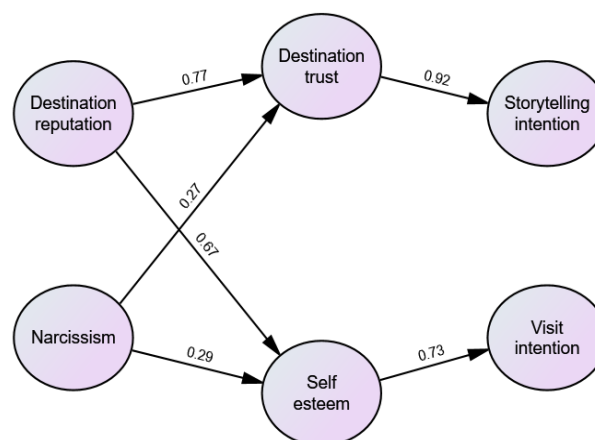 Destination
reputation
0.77
Destination
trust
0.92
Storytelling
intention
0.27
0.67
Narcissism
0.29
Self
esteem
0.73
Visit
intention